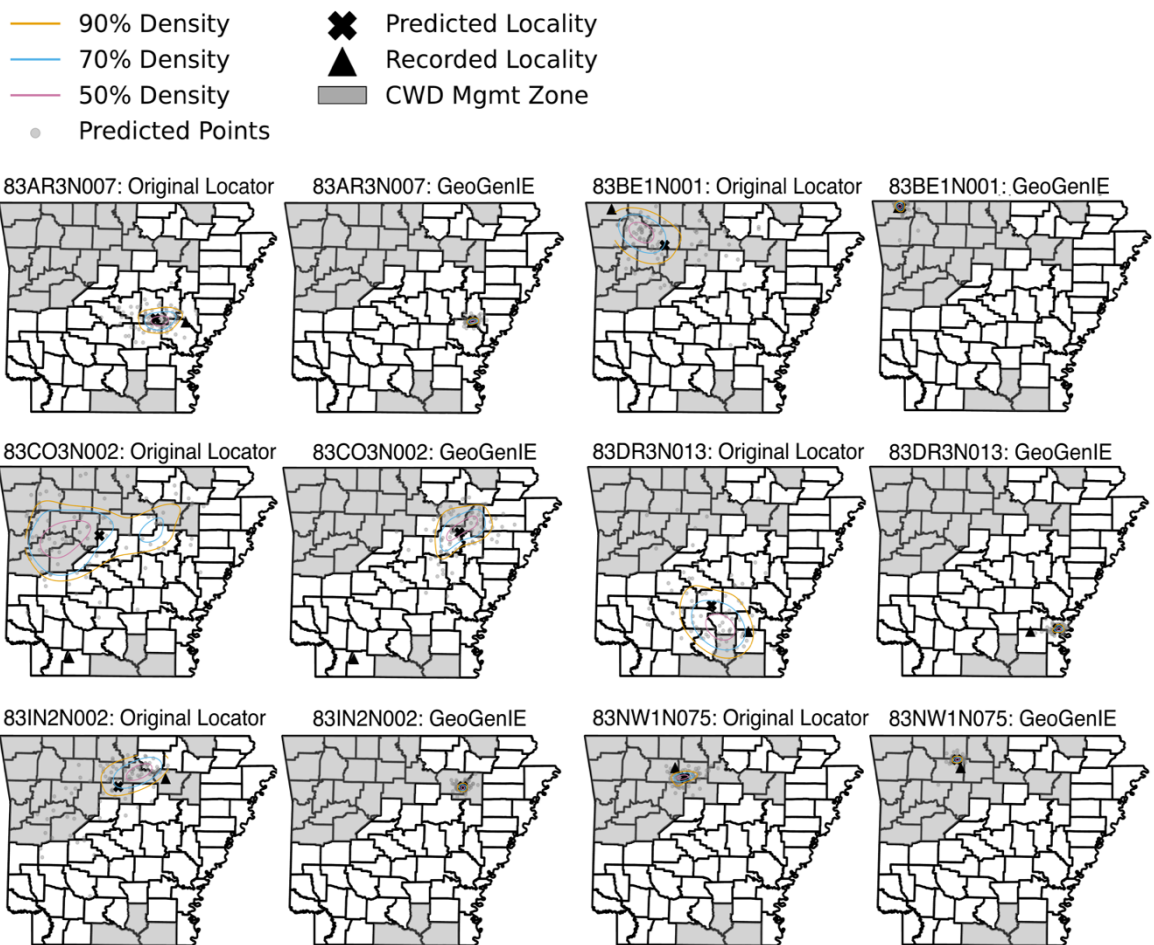 90% Density
70% Density
50% Density
Predicted Points
Predicted Locality
Recorded Locality
CWD Mgmt Zone
83AR3N007: Original Locator
83AR3N007: GeoGenIE
83BE1N001: Original Locator
83BE1N001: GeoGenIE
83CO3N002: Original Locator
83CO3N002: GeoGenIE
83DR3N013: Original Locator
83DR3N013: GeoGenIE
83IN2N002: Original Locator
83IN2N002: GeoGenIE
83NW1N075: Original Locator
83NW1N075: GeoGenIE